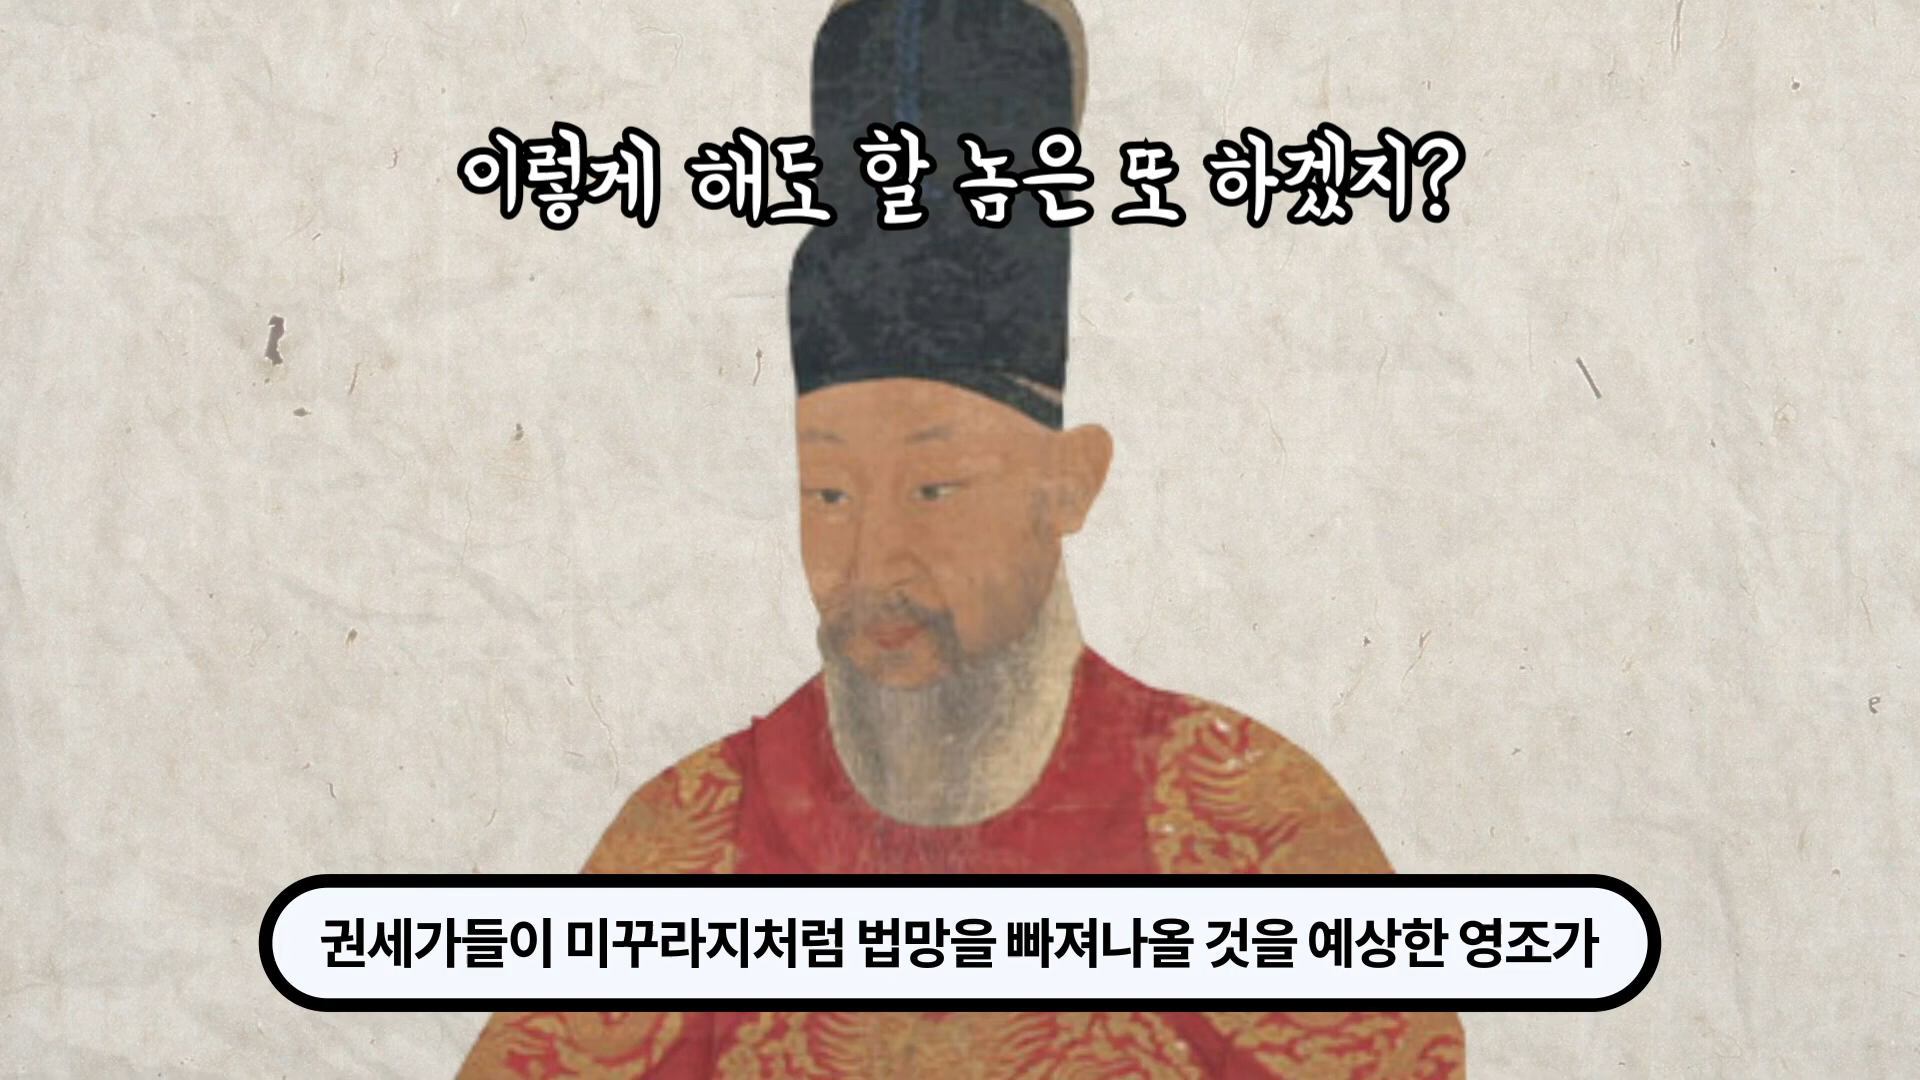 이렇게 해도 할 놈은 또 하겠지?
권세가들이 미꾸라지처럼 법망을 빠져나올 것을 예상한 영조가